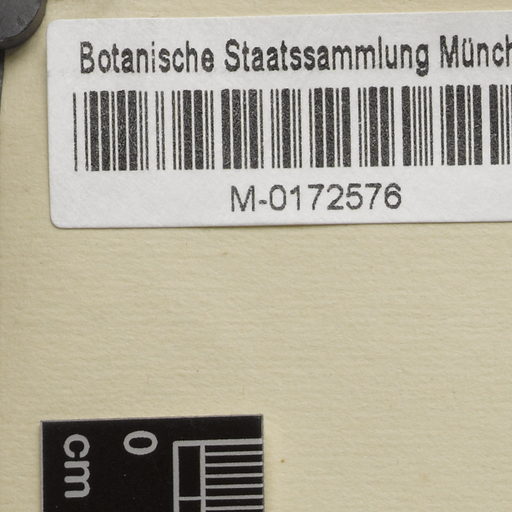 Botanische Staatssammlung Münch
M-0172576
0
cm